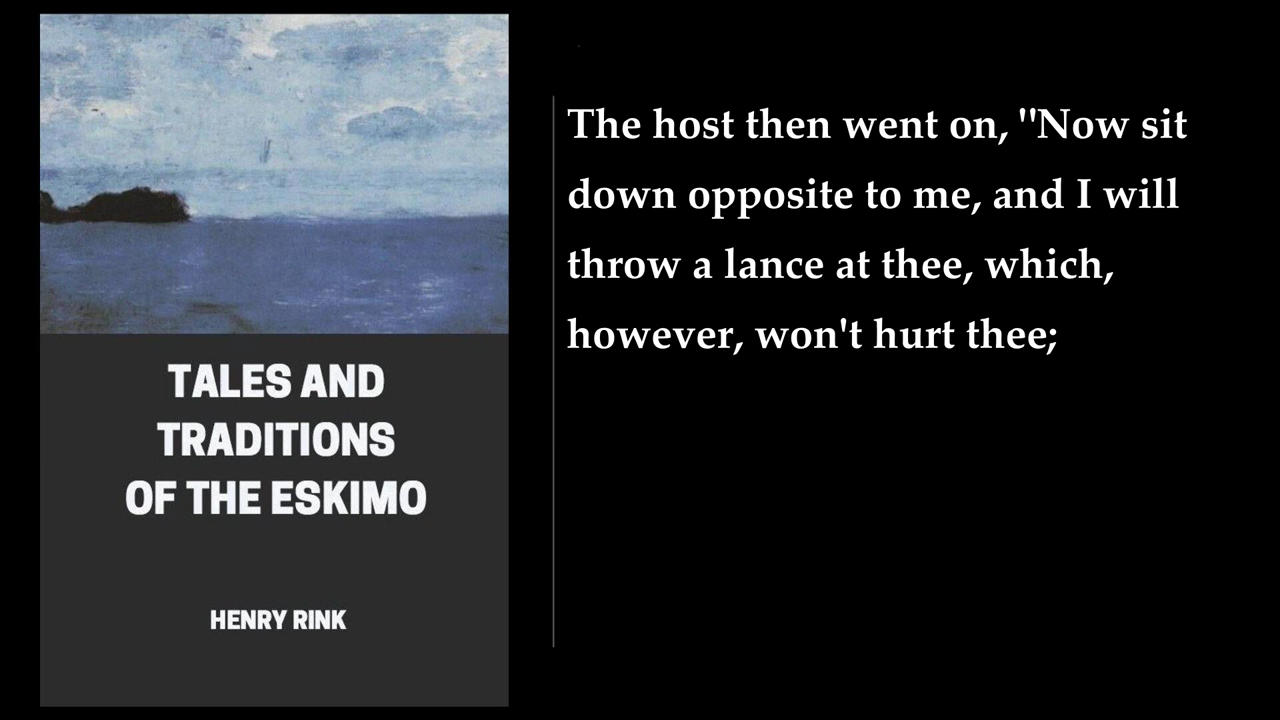 TALES AND
TRADITIONS
OF THE ESKIMO
HENRY RINK
The host then went on, "Now sit
down opposite to me, and I will
throw a lance at thee, which,
however, won't hurt thee;